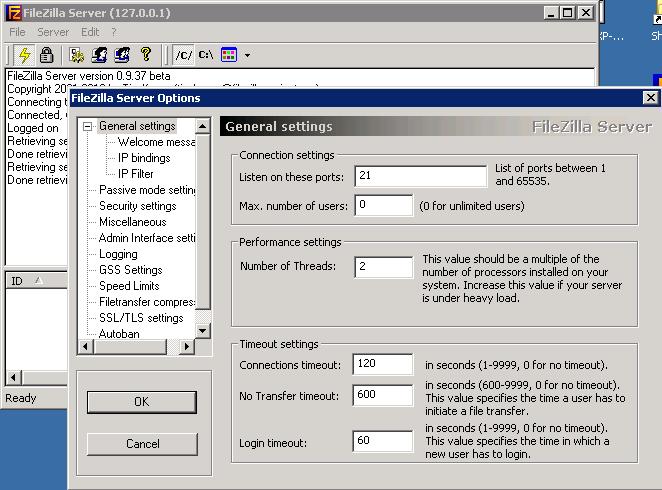 FileZilla Server (127.0.0.1)
File Server Edit ?
/C/ C:\
FileZilla Server version 0.9.37 beta
Connecting t
Connected,
Logged on
Retrieving se
Done retrievi
Retrieving se
Done retrievi
ID
Ready
FileZilla Server Options
General settings
Welcome messa
IP bindings
IP Filter
Passive mode setting
Security settings
Miscellaneous
Admin Interface setti
Logging
GSS Settings
Speed Limits
Filetransfer compres
SSL/TLS settings
Autoban
OK
Cancel
General settings FileZilla Server
Connection settings
Listen on these ports: 21 List of ports between 1
and 65535.
Max. number of users: 0 (0 for unlimited users)
Performance settings
Number of Threads: 2 This value should be a multiple of the
number of processors installed on your
system. Increase this value if your server
is under heavy load.
Timeout settings
Connections timeout: 120 in seconds (1-9999, 0 for no timeout).
No Transfer timeout: 600 in seconds (600-9999, 0 for no timeout).
This value specifies the time a user has to
initiate a file transfer.
Login timeout: 60 in seconds (1-9999, 0 for no timeout).
This value specifies the time in which a
new user has to login.
XP-...
Sh